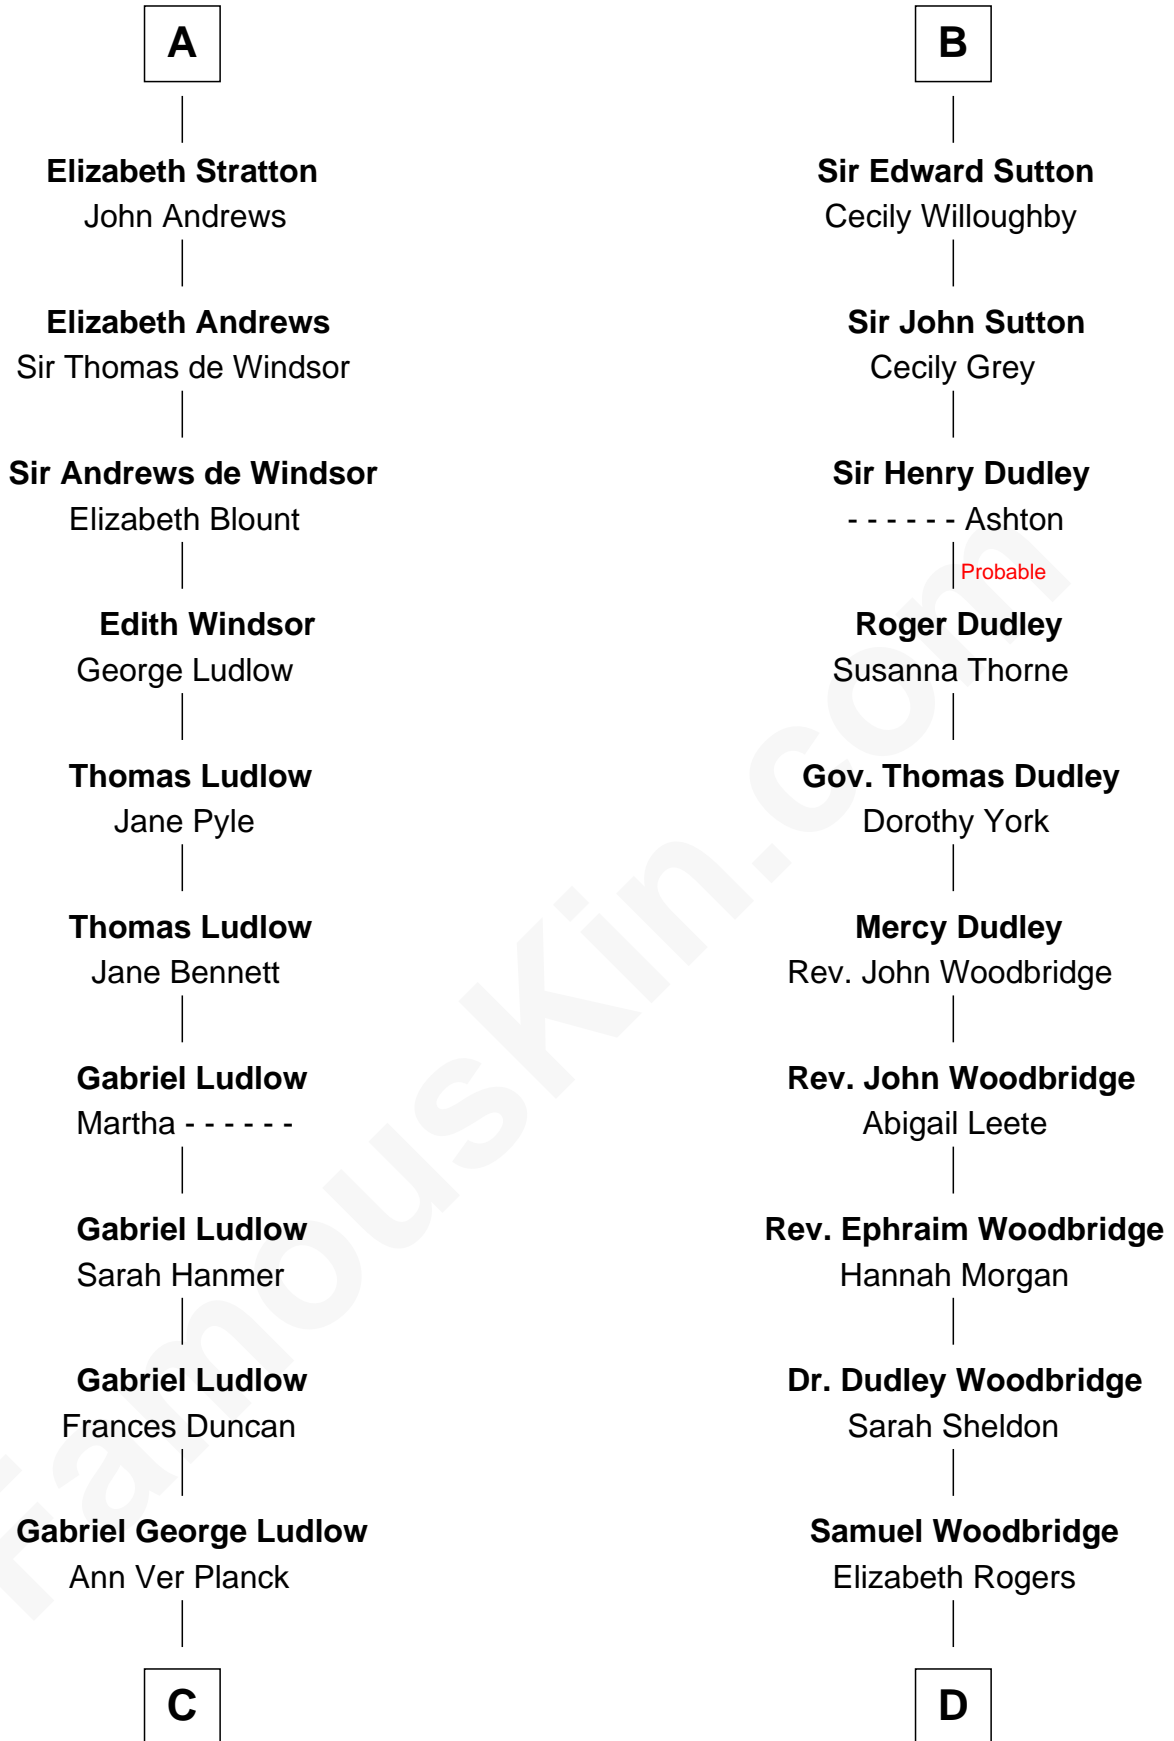 A
Elizabeth Stratton
John Andrews
Elizabeth Andrews
Sir Thomas de Windsor
Sir Andrews de Windsor
Elizabeth Blount
Edith Windsor
George Ludlow
Thomas Ludlow
Jane Pyle
Thomas Ludlow
Jane Bennett
Gabriel Ludlow
Martha - - - - - -
Gabriel Ludlow
Sarah Hanmer
Gabriel Ludlow
Frances Duncan
Gabriel George Ludlow
Ann Ver Planck
C
B
Sir Edward Sutton
Cecily Willoughby
Sir John Sutton
Cecily Grey
Sir Henry Dudley
- - - - - - Ashton
Probable
Roger Dudley
Susanna Thorne
Gov. Thomas Dudley
Dorothy York
Mercy Dudley
Rev. John Woodbridge
Rev. John Woodbridge
Abigail Leete
Rev. Ephraim Woodbridge
Hannah Morgan
Dr. Dudley Woodbridge
Sarah Sheldon
Samuel Woodbridge
Elizabeth Rogers
D
FamousKin.com